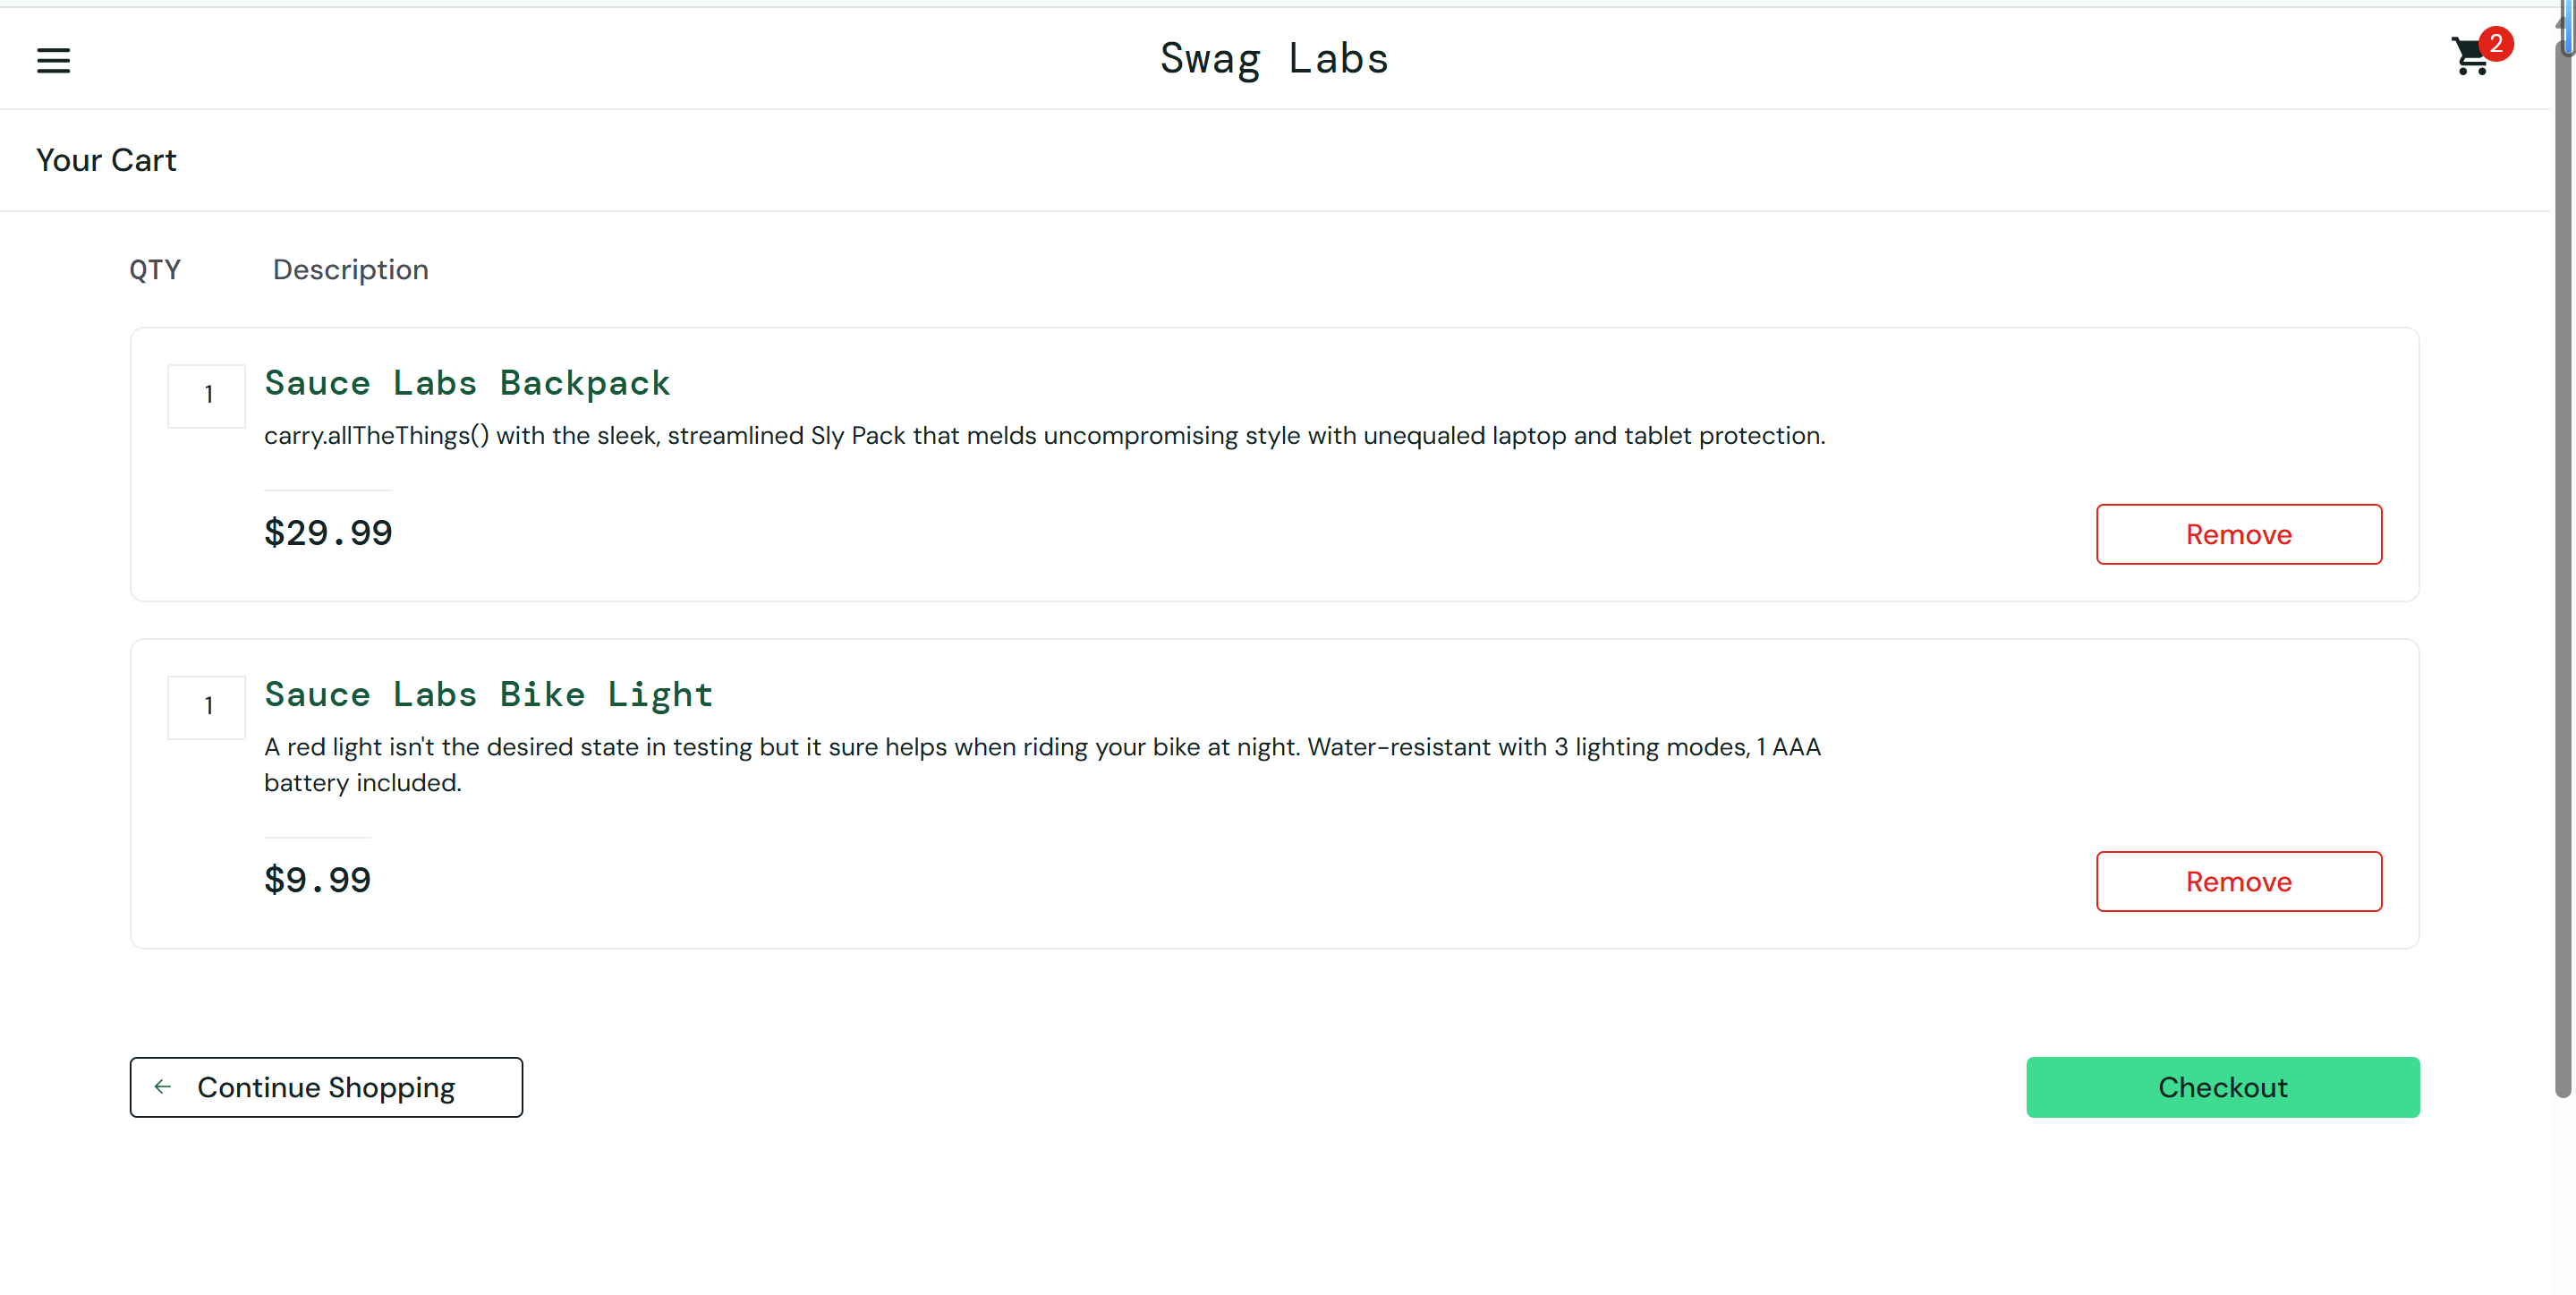 Swag Labs
2
Your Cart
QTY Description
1 Sauce Labs Backpack
carry.allTheThings() with the sleek, streamlined Sly Pack that melds uncompromising style with unequaled laptop and tablet protection.
$29.99 Remove
1 Sauce Labs Bike Light
A red light isn't the desired state in testing but it sure helps when riding your bike at night. Water-resistant with 3 lighting modes, 1 AAA
battery included.
$9.99 Remove
Continue Shopping Checkout